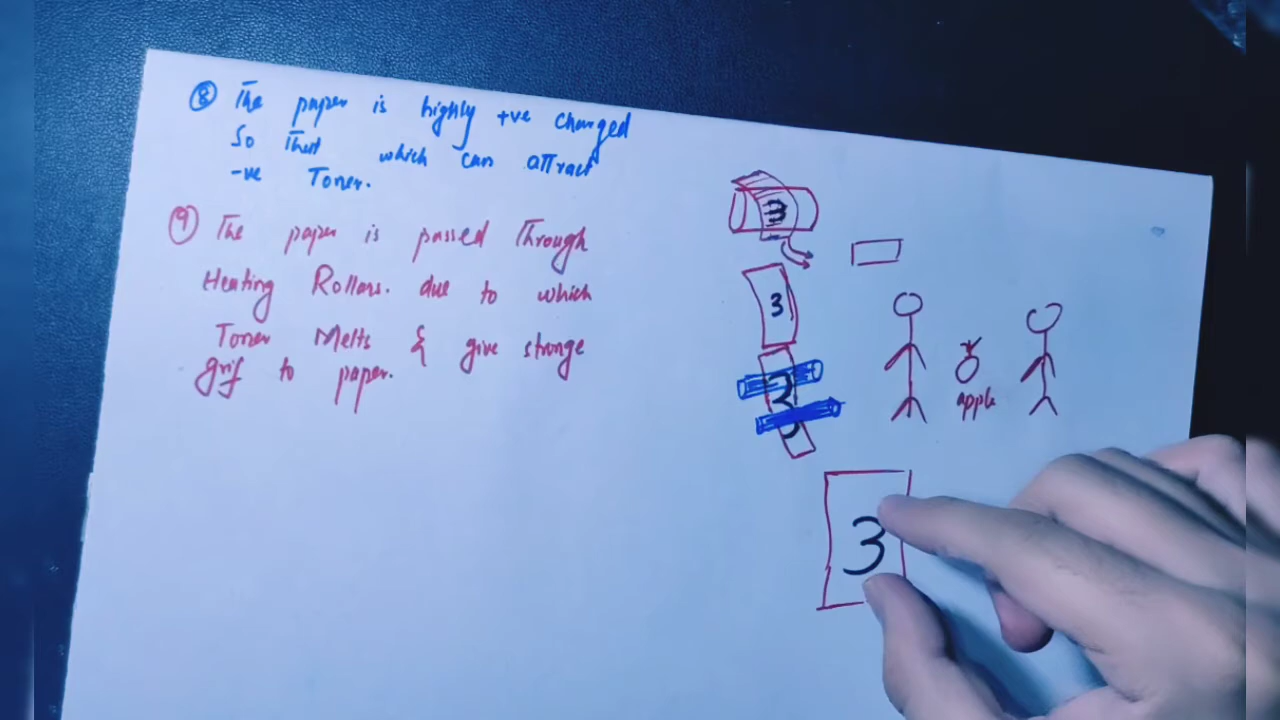 ⑧ The paper is highly +ve charged
So that which can attract
-ve Toner.
⑨ The paper is passed Through
Heating Rollars. due to which
Toner Melts & give stronge
grif to paper.
3
3
3
apple
3